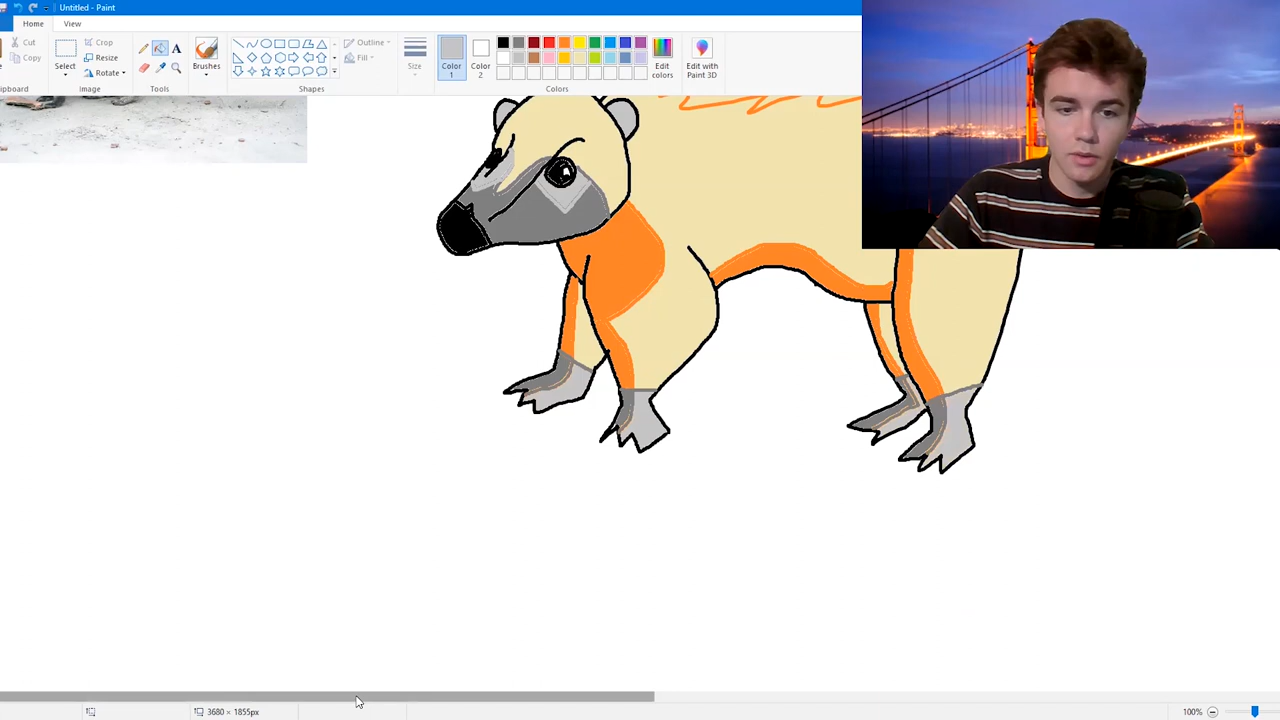 Untitled - Paint
Home View
Cut
Copy
Select
Crop
Resize
Rotate
A
Brushes
Outline
Fill
Size
Color 1
Color 2
Edit colors
Edit with Paint 3D
Image
Tools
Shapes
Colors
3680 × 1855px
100%